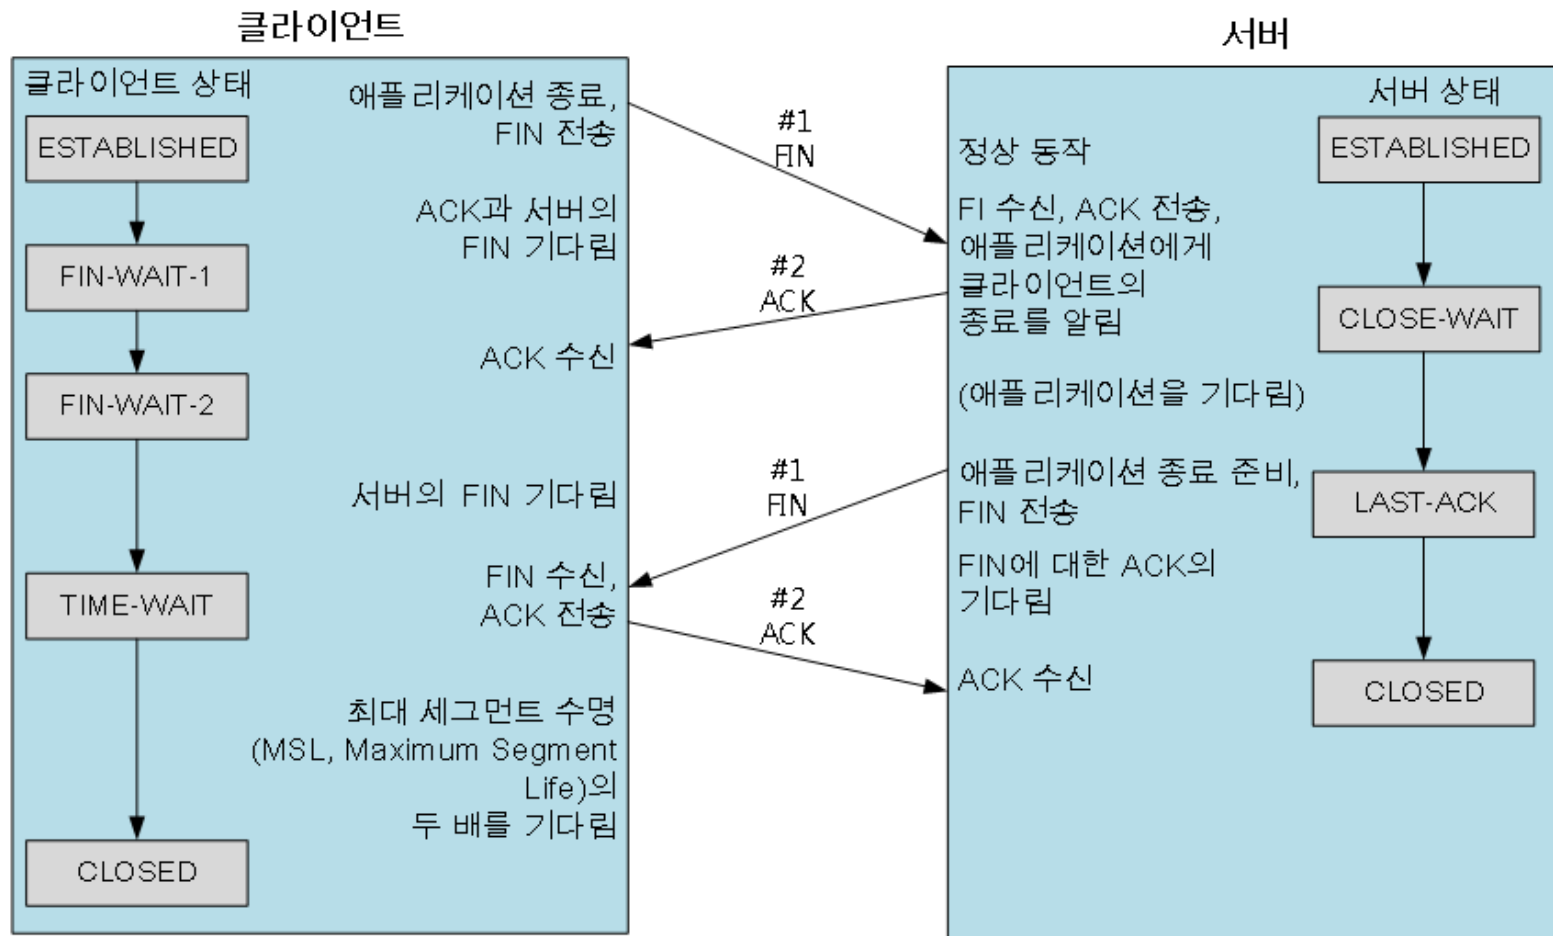 클라이언트
클라이언트 상태
ESTABLISHED
FIN-WAIT-1
FIN-WAIT-2
TIME-WAIT
CLOSED
애플리케이션 종료,
FIN 전송
ACK과 서버의
FIN 기다림
ACK 수신
서버의 FIN 기다림
FIN 수신,
ACK 전송
최대 세그먼트 수명
(MSL, Maximum Segment
Life)의
두 배를 기다림
#1
FIN
#2
ACK
#1
FIN
#2
ACK
서버
정상 동작
FI 수신, ACK 전송,
애플리케이션에게
클라이언트의
종료를 알림
(애플리케이션을 기다림)
애플리케이션 종료 준비,
FIN 전송
FIN에 대한 ACK의
기다림
ACK 수신
서버 상태
ESTABLISHED
CLOSE-WAIT
LAST-ACK
CLOSED